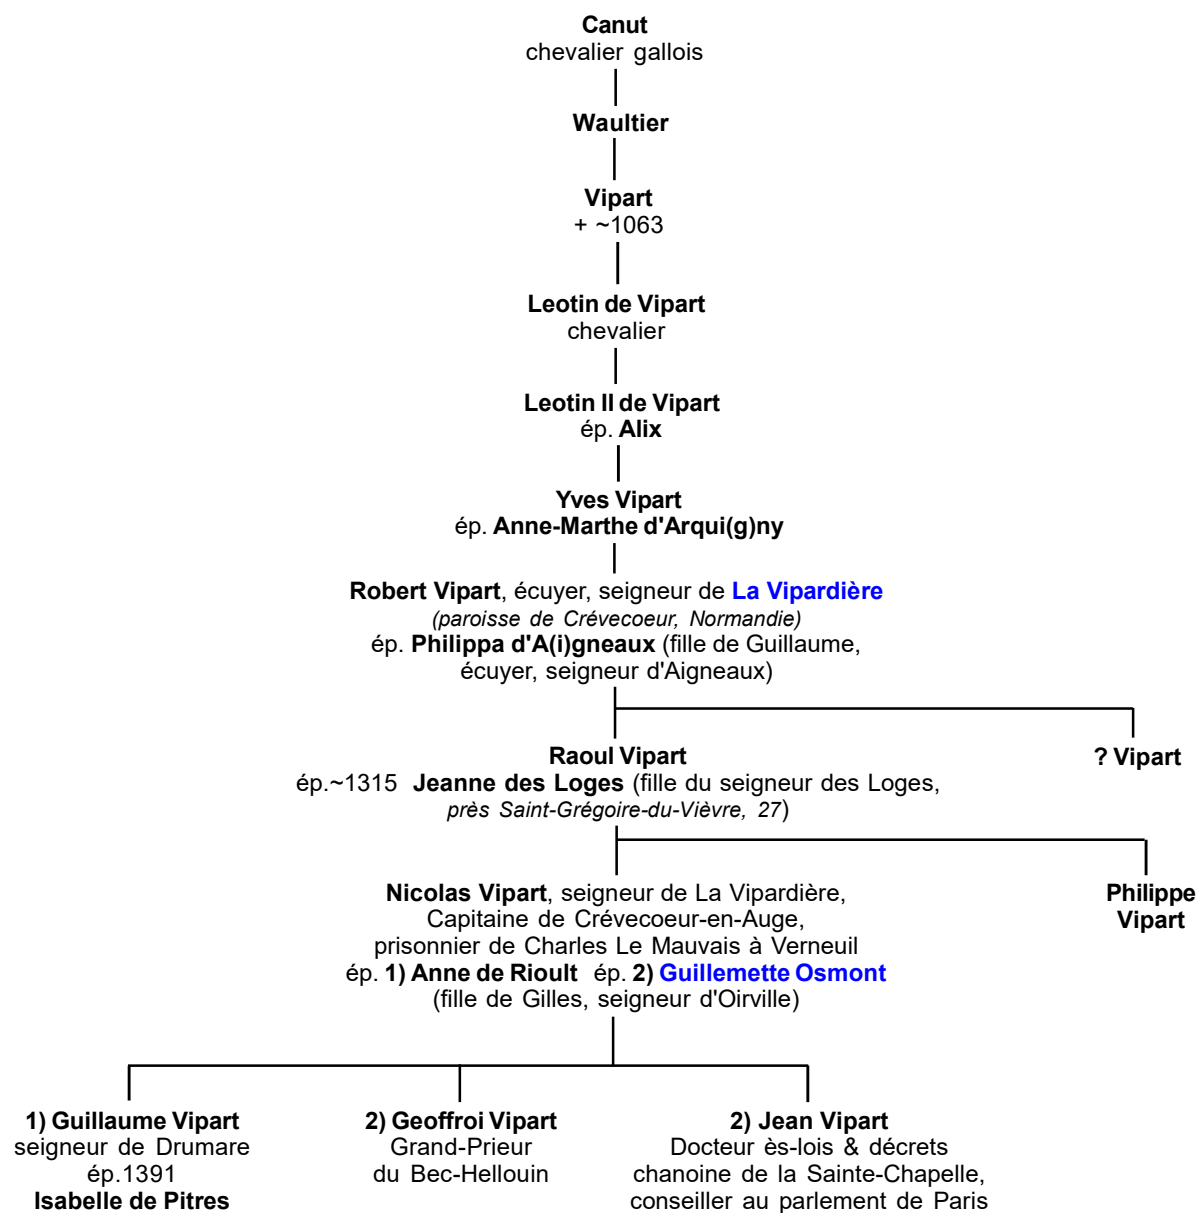 Canut
chevalier gallois
Waultier
Vipart
+ ~1063
Leotin de Vipart
chevalier
Leotin II de Vipart
ép. Alix
Yves Vipart
ép. Anne-Marthe d'Arqui(g)ny
Robert Vipart, écuyer, seigneur de La Vipardière
(paroisse de Crévecoeur, Normandie)
ép. Philippa d'A(i)gneaux (fille de Guillaume,
écuyer, seigneur d'Aigneaux)
Raoul Vipart
ép.~1315 Jeanne des Loges (fille du seigneur des Loges,
près Saint-Grégoire-du-Vièvre, 27)
? Vipart
Nicolas Vipart, seigneur de La Vipardière,
Capitaine de Crévecoeur-en-Auge,
prisonnier de Charles Le Mauvais à Verneuil
ép. 1) Anne de Rioult ép. 2) Guillemette Osmont
(fille de Gilles, seigneur d'Oirville)
Philippe
Vipart
1) Guillaume Vipart
seigneur de Drumare
ép.1391
Isabelle de Pitres
2) Geoffroi Vipart
Grand-Prieur
du Bec-Hellouin
2) Jean Vipart
Docteur ès-lois & décrets
chanoine de la Sainte-Chapelle,
conseiller au parlement de Paris